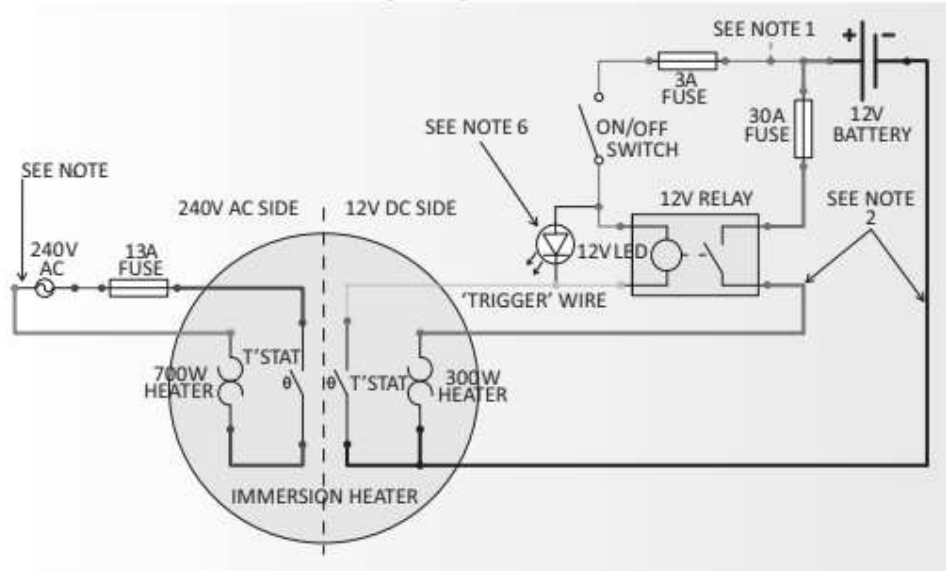 SEE NOTE 1
+ -
3A
FUSE
30A
FUSE
12V
BATTERY
SEE NOTE 6
ON/OFF
SWITCH
SEE NOTE
240V AC SIDE
12V DC SIDE
12V RELAY
SEE NOTE
2
240V
AC
13A
FUSE
12V LED
'TRIGGER' WIRE
T'STAT
700W
HEATER
θ
θ
T'STAT
300W
HEATER
IMMERSION HEATER